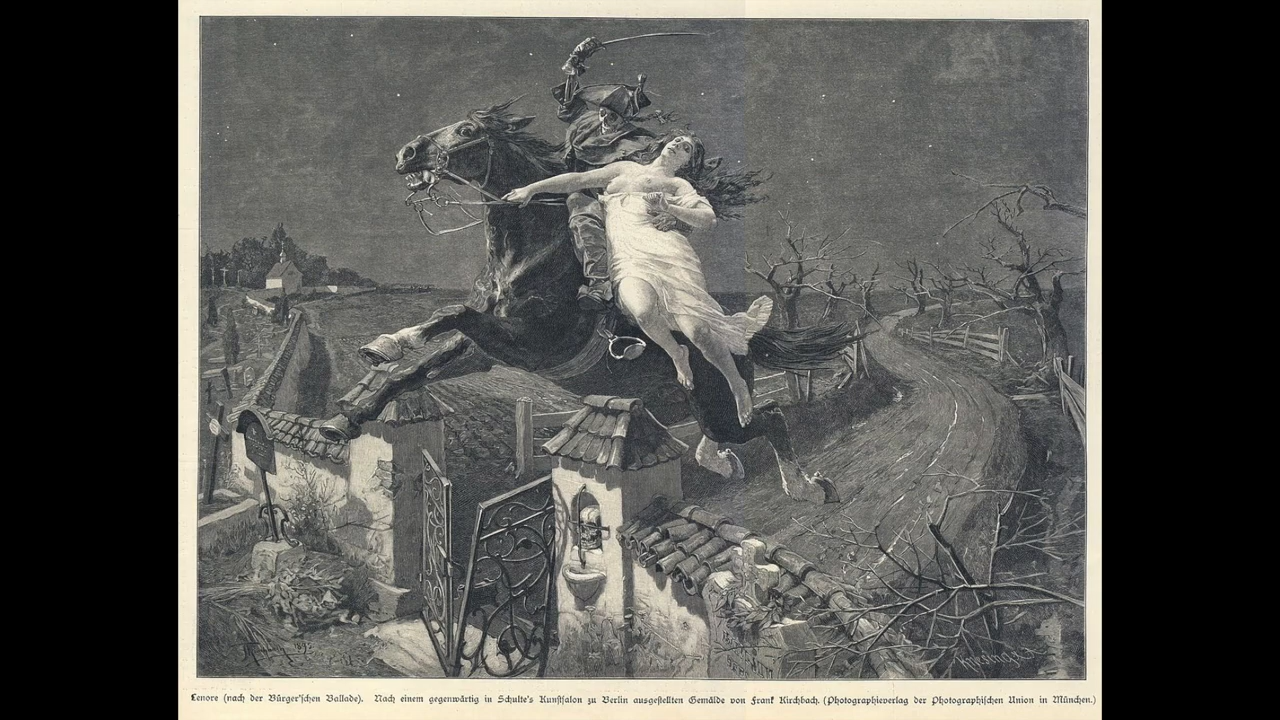 Lenore (nach der Bürger'schen Ballade). Nach einem gegenwärtig in Schulte's Kunstsalon zu Berlin ausgestellten Gemälde von Frank Kirchbach. (Photographieverlag der Photographischen Union in München.)